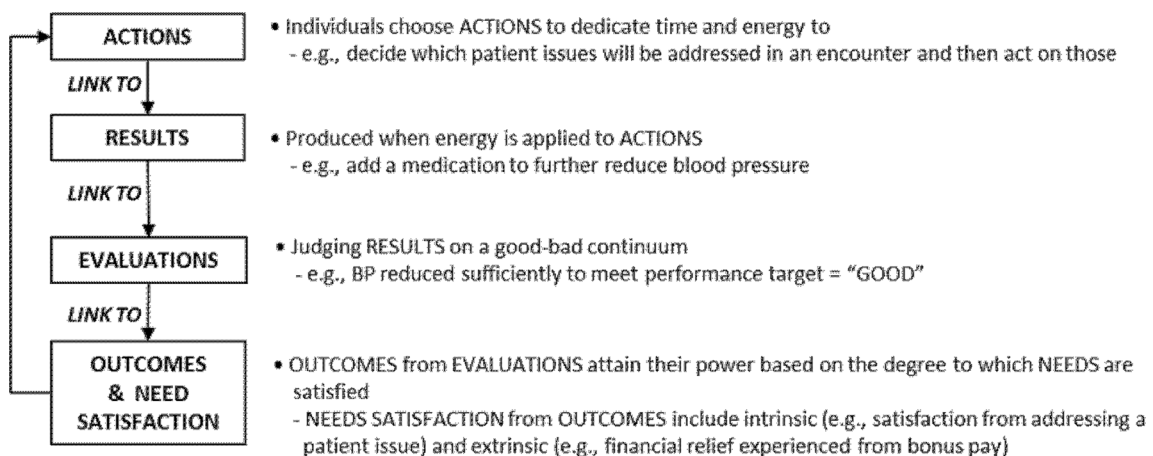 ACTIONS
• Individuals choose ACTIONS to dedicate time and energy to
- e.g., decide which patient issues will be addressed in an encounter and then act on those
LINK TO
RESULTS
• Produced when energy is applied to ACTIONS
- e.g., add a medication to further reduce blood pressure
LINK TO
EVALUATIONS
• Judging RESULTS on a good-bad continuum
- e.g., BP reduced sufficiently to meet performance target = “GOOD”
LINK TO
OUTCOMES
& NEED
SATISFACTION
• OUTCOMES from EVALUATIONS attain their power based on the degree to which NEEDS are
satisfied
- NEEDS SATISFACTION from OUTCOMES include intrinsic (e.g., satisfaction from addressing a
patient issue) and extrinsic (e.g., financial relief experienced from bonus pay)